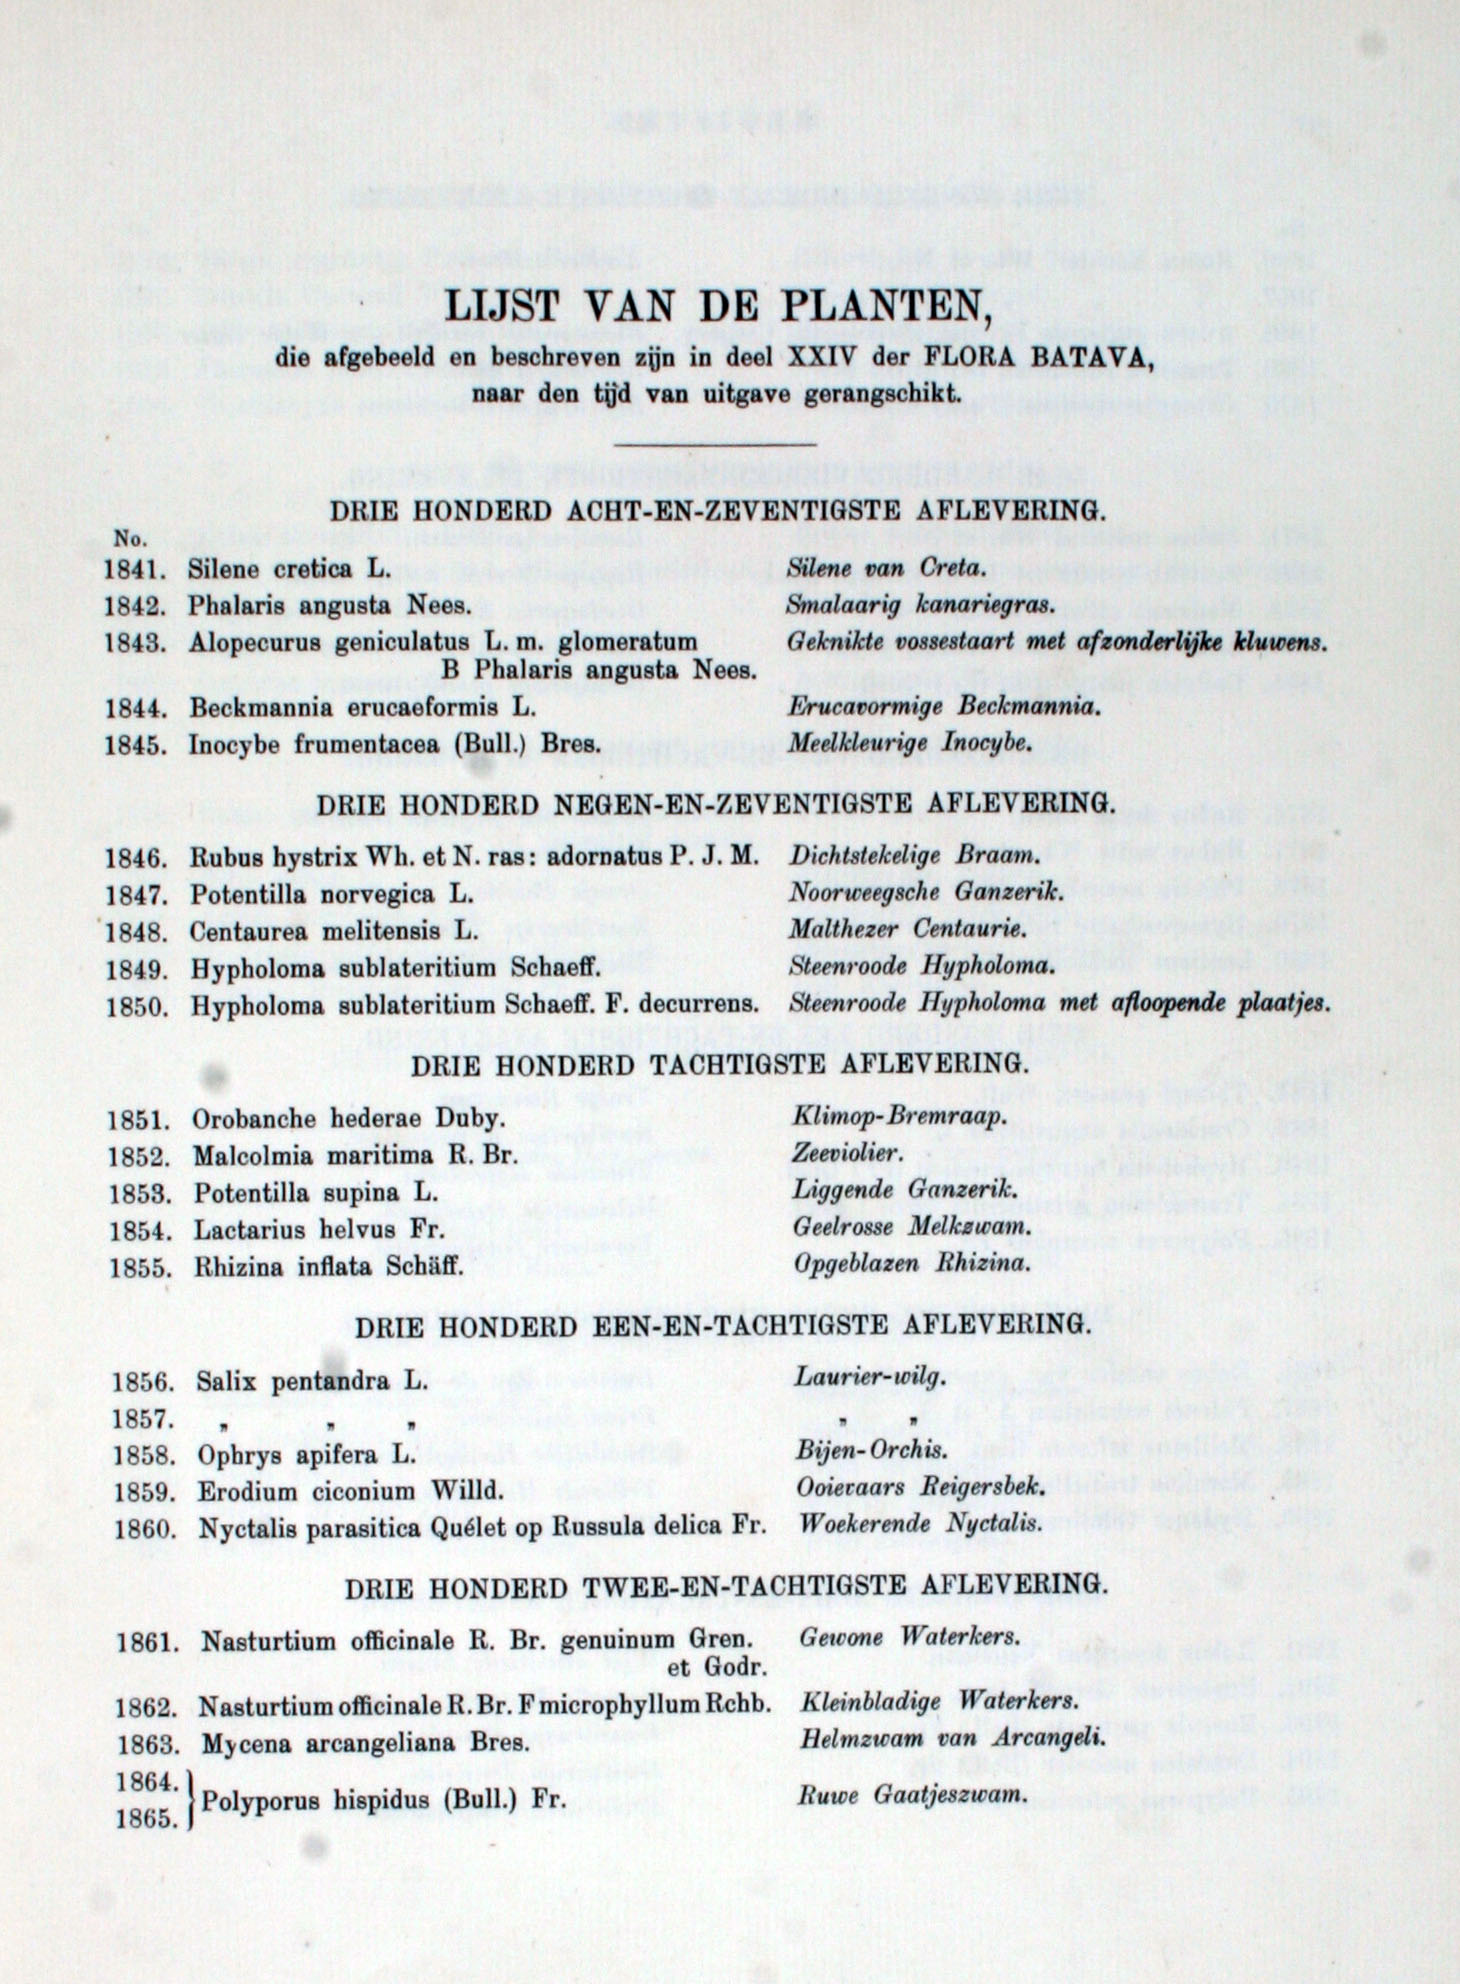 LIJST VAN DE PLANTEN,
die afgebeeld en beschreven zijn in deel XXIV der FLORA BATAVA,
naar den tijd van uitgave gerangschikt.
DRIE HONDERD ACHT-EN-ZEVENTIGSTE AFLEVERING.
No.
1841. Silene cretica L. Silene van Creta.
1842. Phalaris angusta Nees. Smalaarig kanariegras.
1843. Alopecurus geniculatus L. m. glomeratum Geknikte vossestaart met afzonderlijke kluwens.
B Phalaris angusta Nees.
1844. Beckmannia erucaeformis L. Erucavormige Beckmannia.
1845. Inocybe frumentacea (Bull.) Bres. Meelkleurige Inocybe.
DRIE HONDERD NEGEN-EN-ZEVENTIGSTE AFLEVERING.
1846. Rubus hystrix Wh. et N. ras: adornatus P. J. M. Dichtstekelige Braam.
1847. Potentilla norvegica L. Noorweegsche Ganzerik.
1848. Centaurea melitensis L. Malthezer Centaurie.
1849. Hypholoma sublateritium Schaeff. Steenroode Hypholoma.
1850. Hypholoma sublateritium Schaeff. F. decurrens. Steenroode Hypholoma met afloopende plaatjes.
DRIE HONDERD TACHTIGSTE AFLEVERING.
1851. Orobanche hederae Duby. Klimop-Bremraap.
1852. Malcolmia maritima R. Br. Zeeviolier.
1853. Potentilla supina L. Liggende Ganzerik.
1854. Lactarius helvus Fr. Geelrosse Melkzwam.
1855. Rhizina inflata Schäff. Opgeblazen Rhizina.
DRIE HONDERD EEN-EN-TACHTIGSTE AFLEVERING.
1856. Salix pentandra L. Laurier-wilg.
1857. „ „ „ „ „
1858. Ophrys apifera L. Bijen-Orchis.
1859. Erodium ciconium Willd. Ooievaars Reigersbek.
1860. Nyctalis parasitica Quélet op Russula delica Fr. Woekerende Nyctalis.
DRIE HONDERD TWEE-EN-TACHTIGSTE AFLEVERING.
1861. Nasturtium officinale R. Br. genuinum Gren. Gewone Waterkers.
et Godr.
1862. Nasturtium officinale R. Br. F microphyllum Rchb. Kleinbladige Waterkers.
1863. Mycena arcangeliana Bres. Helmzwam van Arcangeli.
1864.
1865. } Polyporus hispidus (Bull.) Fr. Ruwe Gaatjeszwam.